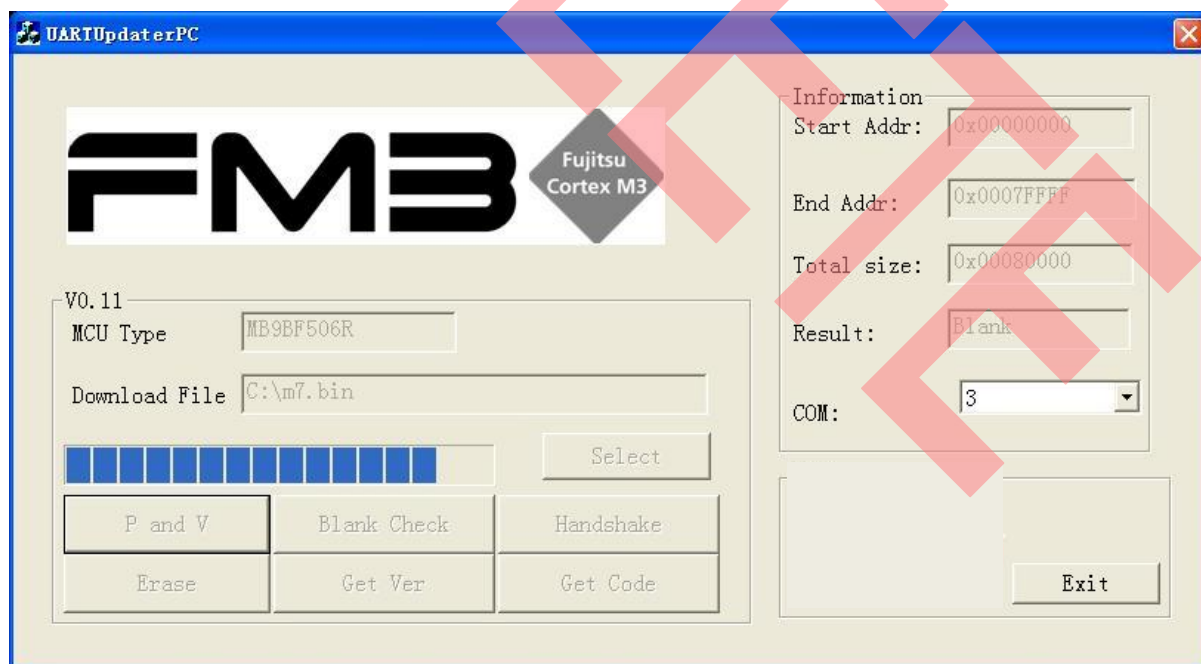 UARTUpdaterPC
FM3
Fujitsu
Cortex M3
Information
Start Addr: 0x00000000
End Addr: 0x0007FFFF
Total size: 0x00080000
Result: Blank
COM: 3
V0.11
MCU Type MB9BF506R
Download File C:\m7.bin
Select
P and V Blank Check Handshake
Erase Get Ver Get Code
Exit